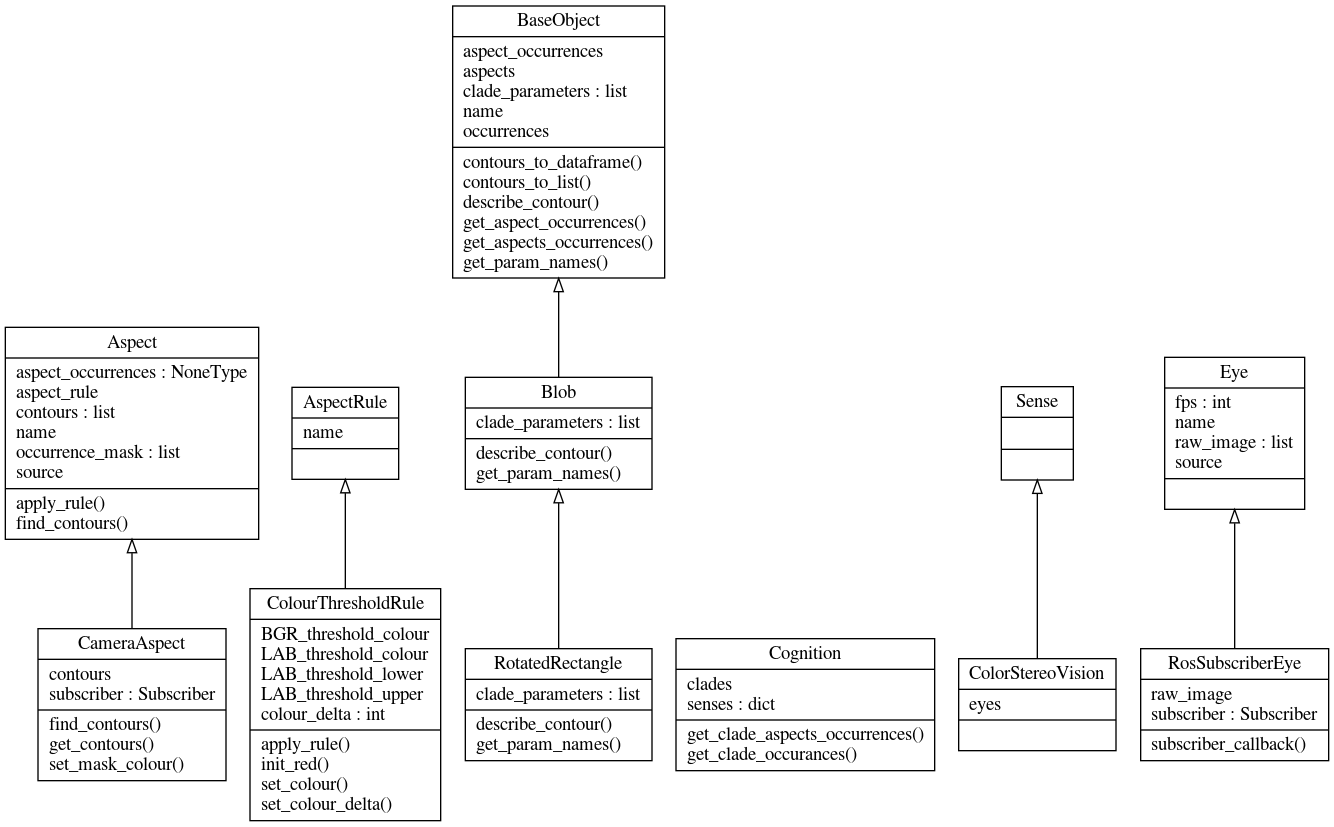 BaseObject
aspect_occurrences
aspects
clade_parameters : list
name
occurrences
contours_to_dataframe()
contours_to_list()
describe_contour()
get_aspect_occurrences()
get_aspects_occurrences()
get_param_names()
Aspect
aspect_occurrences : NoneType
aspect_rule
contours : list
name
occurrence_mask : list
source
apply_rule()
find_contours()
AspectRule
name
Blob
clade_parameters : list
describe_contour()
get_param_names()
Sense
Eye
fps : int
name
raw_image : list
source
CameraAspect
contours
subscriber : Subscriber
find_contours()
get_contours()
set_mask_colour()
ColourThresholdRule
BGR_threshold_colour
LAB_threshold_colour
LAB_threshold_lower
LAB_threshold_upper
colour_delta : int
apply_rule()
init_red()
set_colour()
set_colour_delta()
RotatedRectangle
clade_parameters : list
describe_contour()
get_param_names()
Cognition
clades
senses : dict
get_clade_aspects_occurrences()
get_clade_occurances()
ColorStereoVision
eyes
RosSubscriberEye
raw_image
subscriber : Subscriber
subscriber_callback()